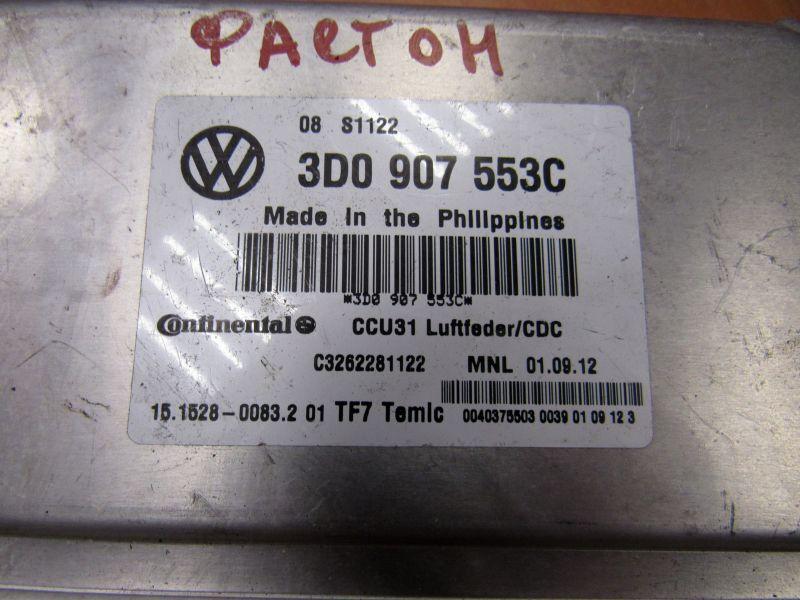 ФАЕТОН
08 S1122
3D0 907 553C
Made in the Philippines
*3D0 907 553C*
Continental CCU31 Luftfeder/CDC
C3262281122 MNL 01.09.12
15.1528-0083.2 01 TF7 Temic 0040375503 0039 01 09 12 3